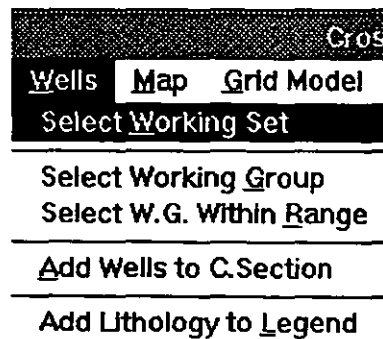 Cros
Wells Map Grid Model
Select Working Set
Select Working Group
Select W.G. Within Range
Add Wells to C.Section
Add Lithology to Legend